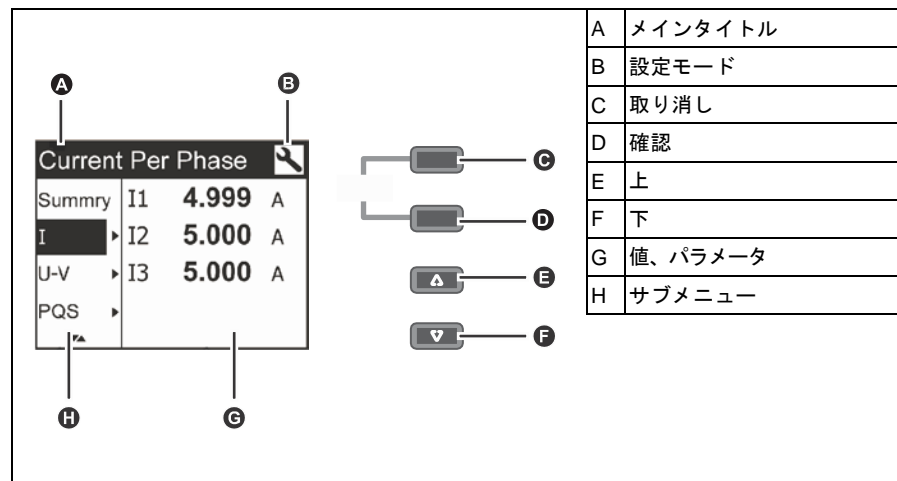 A B
Current Per Phase
Summry I1 4.999 A
I I2 5.000 A
U-V I3 5.000 A
PQS
H G
C
D
E
F
A メインタイトル
B 設定モード
C 取り消し
D 確認
E 上
F 下
G 値、パラメータ
H サブメニュー